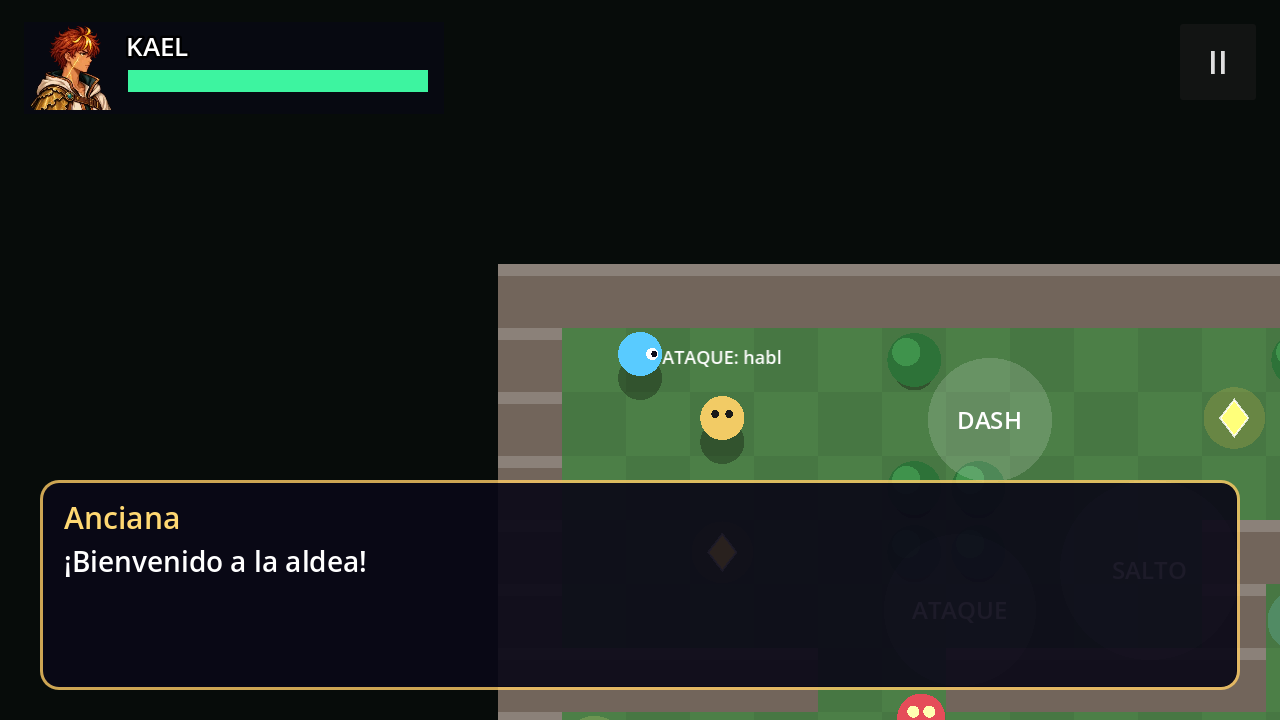 KAEL
ATAQUE: habl
DASH
Anciana
¡Bienvenido a la aldea!
SALTO
ATAQUE